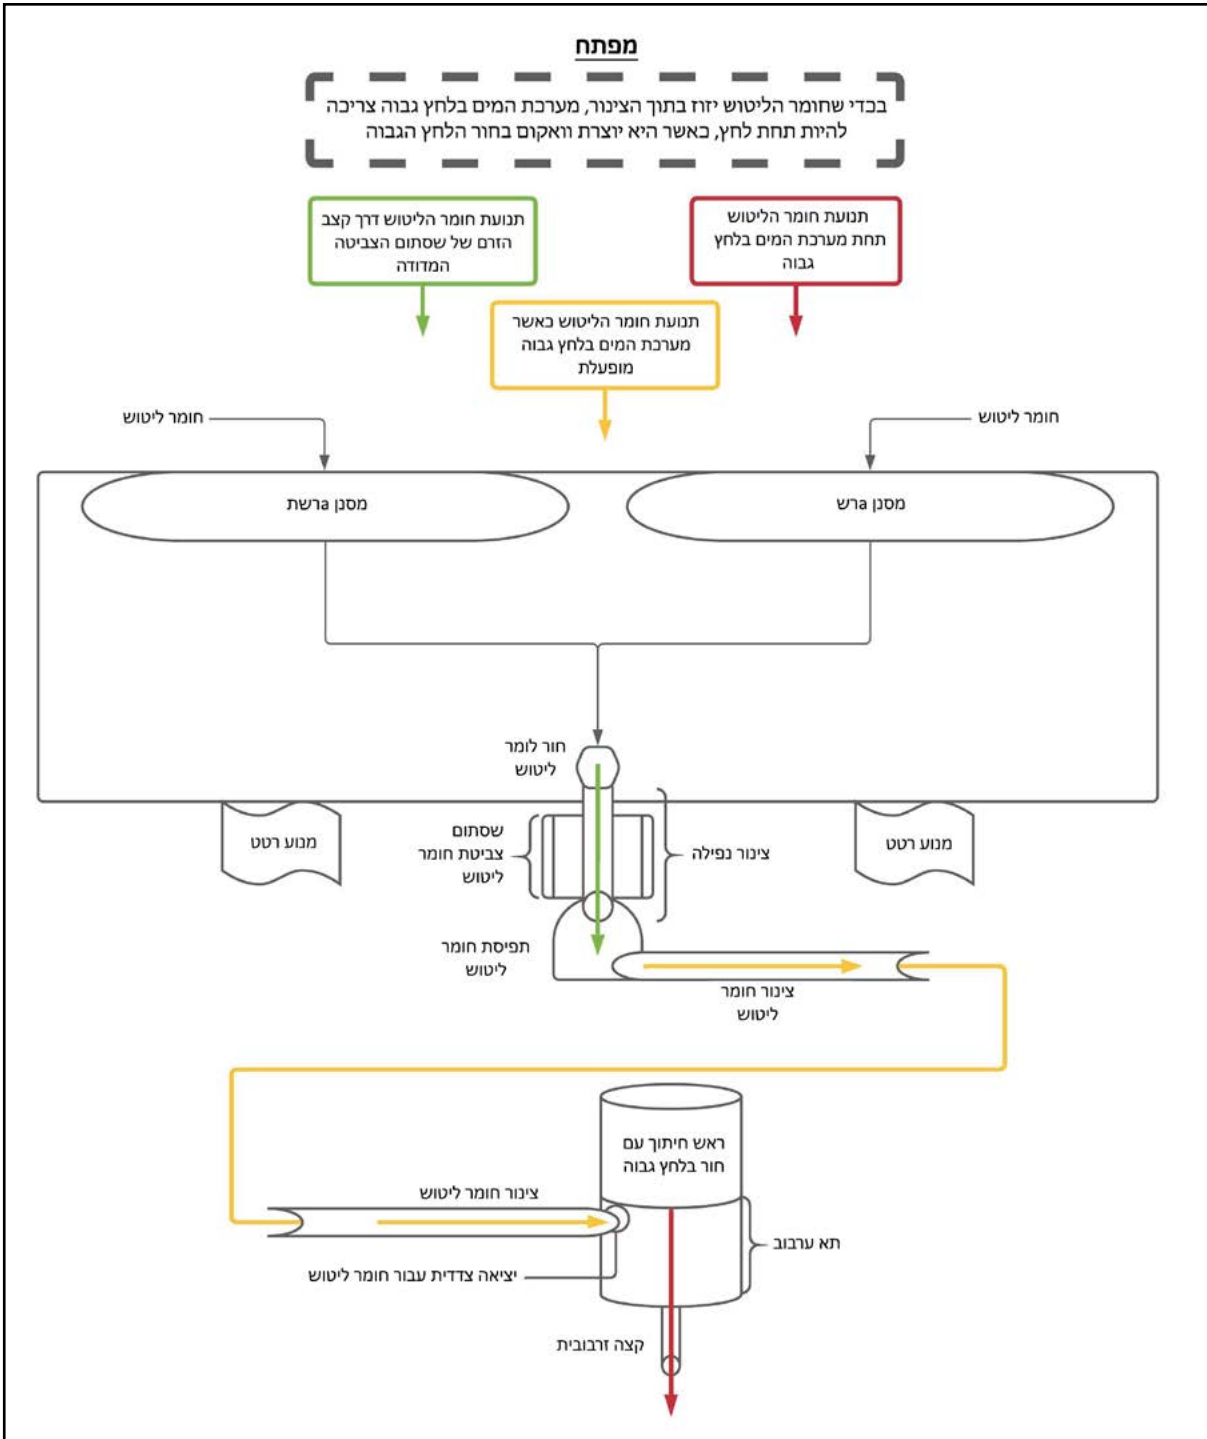 מפתח
בכדי שחומר הליטוש יזוז בתוך הצינור, מערכת המים בלחץ גבוה צריכה
להיות תחת לחץ, כאשר היא יוצרת וואקום בחור הלחץ הגבוה
תנועת חומר הליטוש
תחת מערכת המים בלחץ
גבוה
תנועת חומר הליטוש דרך קצב
הזרם של שסתום הצביטה
המדודה
תנועת חומר הליטוש כאשר
מערכת המים בלחץ גבוה
מופעלת
חומר ליטוש
חומר ליטוש
מסנן aרש
מסנן aרשת
חור לומר
ליטוש
מנוע רטט
צינור נפילה
שסתום
צביטת חומר
ליטוש
מנוע רטט
תפיסת חומר
ליטוש
צינור חומר
ליטוש
ראש חיתוך עם
חור בלחץ גבוה
צינור חומר ליטוש
תא ערבוב
יציאה צדדית עבור חומר ליטוש
קצה זרבובית